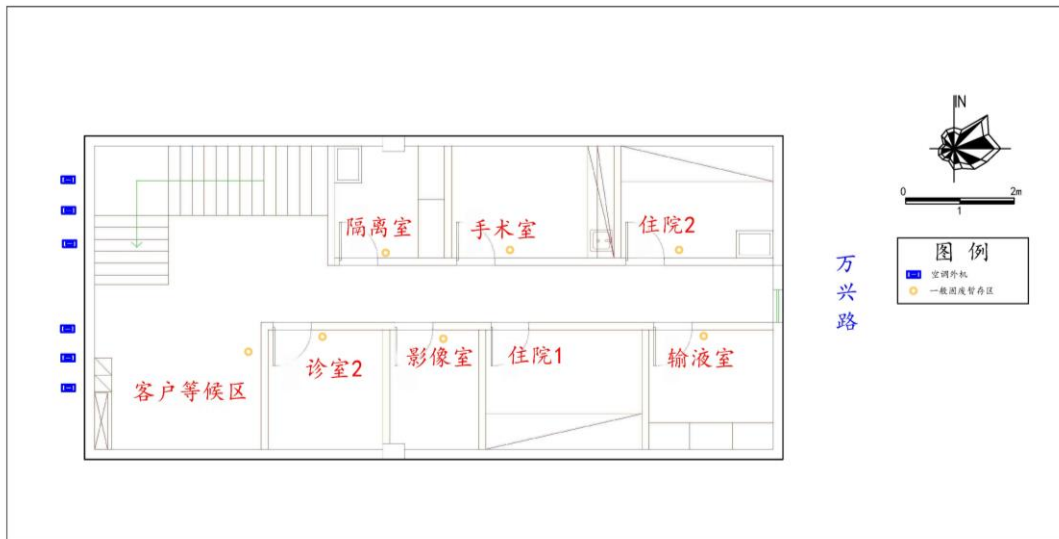 N
0
2m
1
隔离室
手术室
住院2
万兴路
图例
空调外机
一般固废暂存区
客户等候区
诊室2
影像室
住院1
输液室